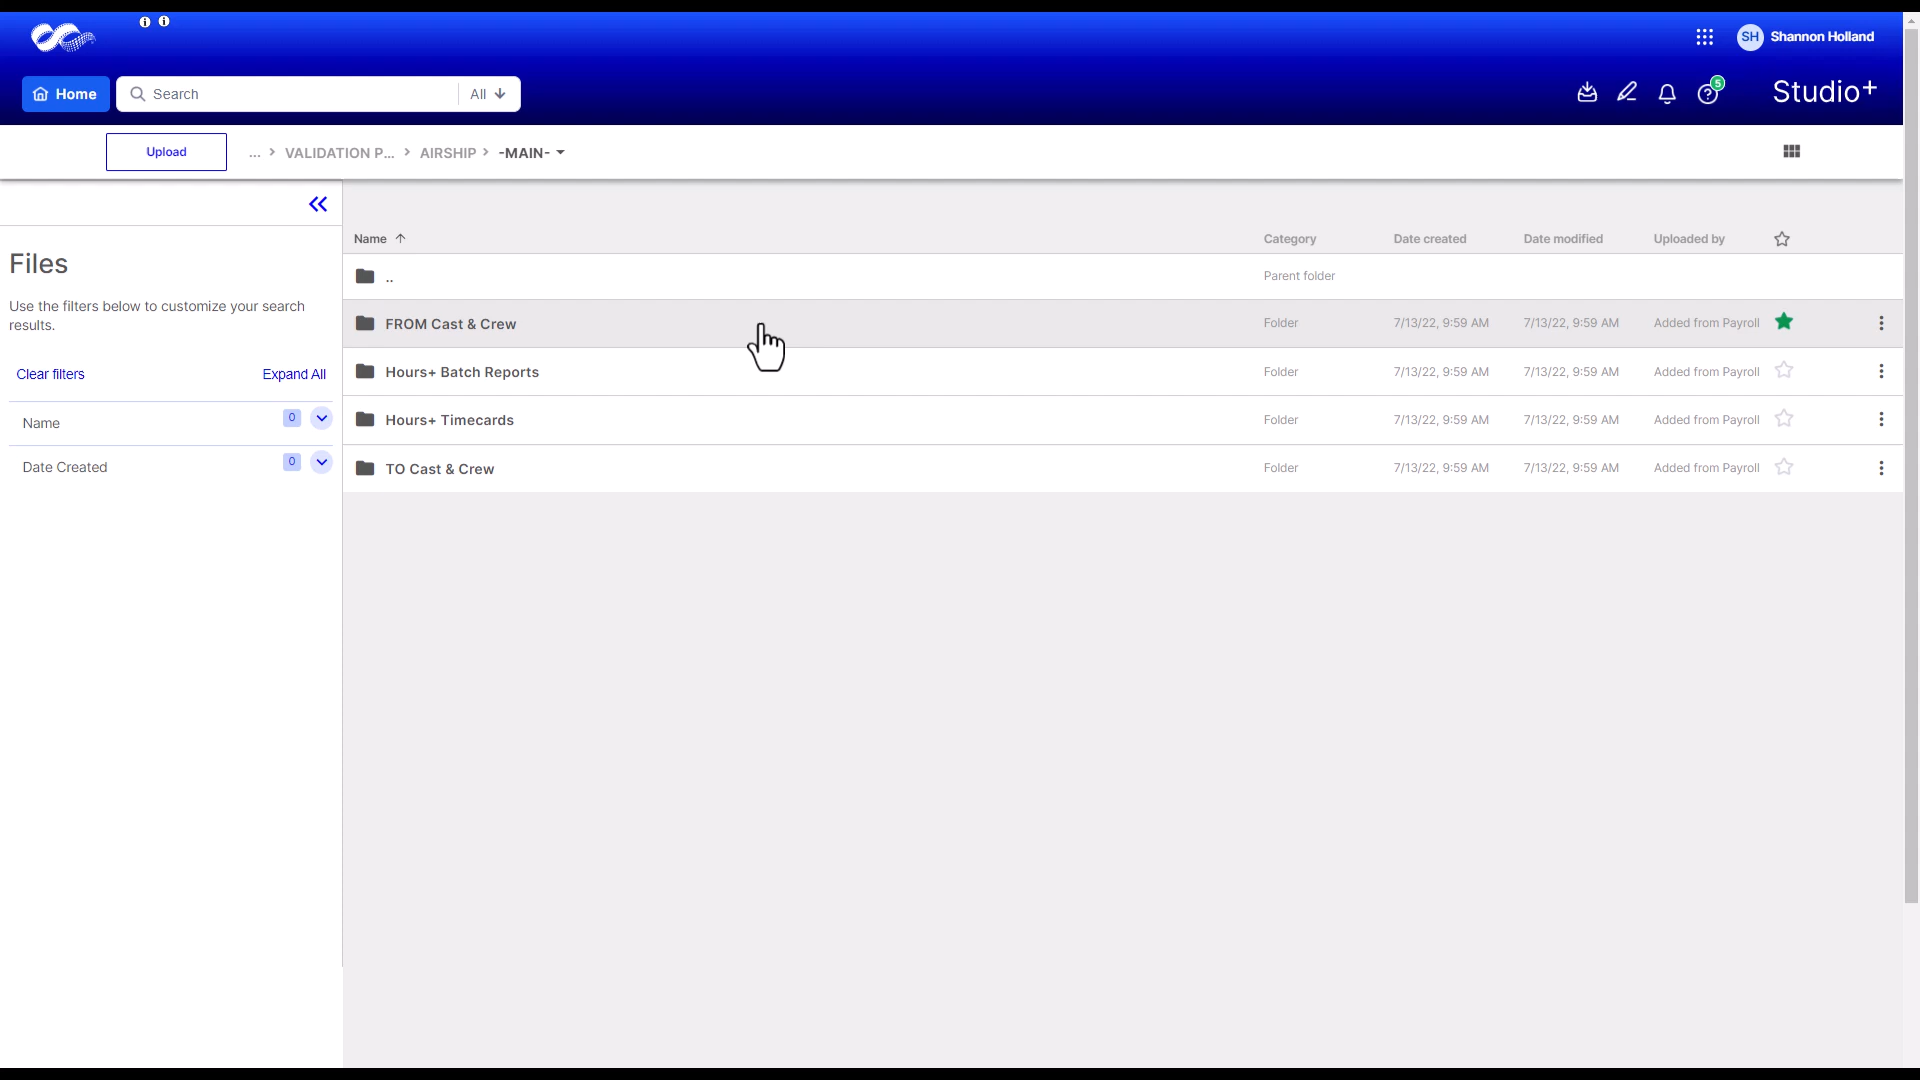 SH Shannon Holland
Home Search All
5
Studio+
Upload ... > VALIDATION P... > AIRSHIP > -MAIN-
Files
Use the filters below to customize your search
results.
Clear filters Expand All
Name 0
Date Created 0
Name Category Date created Date modified Uploaded by
.. Parent folder
FROM Cast & Crew Folder 7/13/22, 9:59 AM 7/13/22, 9:59 AM Added from Payroll
Hours+ Batch Reports Folder 7/13/22, 9:59 AM 7/13/22, 9:59 AM Added from Payroll
Hours+ Timecards Folder 7/13/22, 9:59 AM 7/13/22, 9:59 AM Added from Payroll
TO Cast & Crew Folder 7/13/22, 9:59 AM 7/13/22, 9:59 AM Added from Payroll